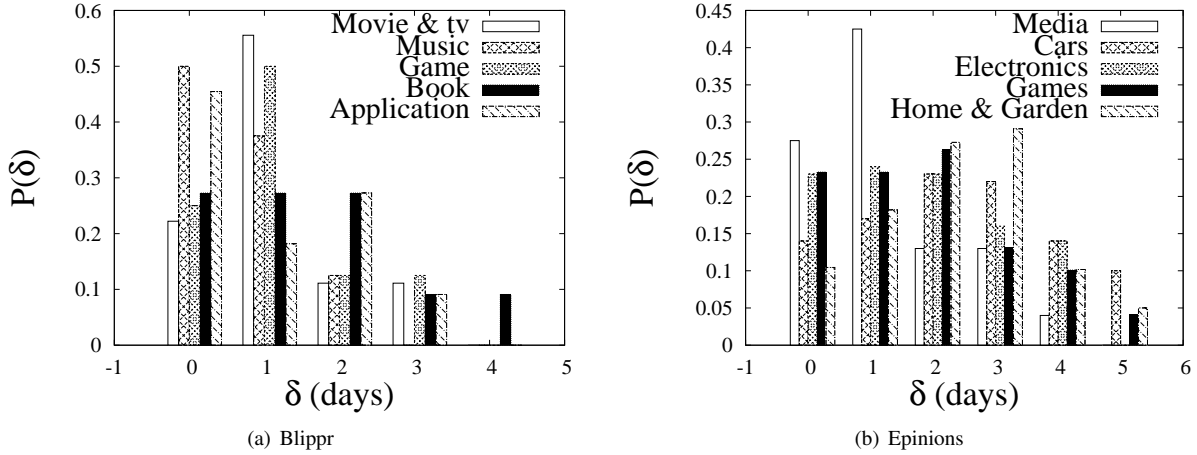 0.6
0.5
0.4
0.3
0.2
0.1
0
P(δ)
-1 0 1 2 3 4 5
δ (days)
Movie & tv
Music
Game
Book
Application
(a) Blippr
0.45
0.4
0.35
0.3
0.25
0.2
0.15
0.1
0.05
0
P(δ)
-1 0 1 2 3 4 5 6
δ (days)
Media
Cars
Electronics
Games
Home & Garden
(b) Epinions